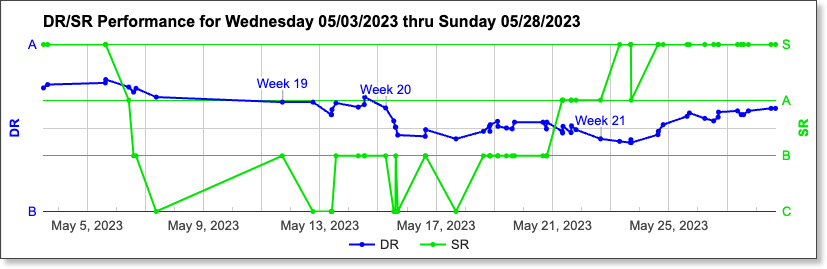 DR/SR Performance for Wednesday 05/03/2023 thru Sunday 05/28/2023
A
S
Week 19
Week 20
A
DR
SR
Week 21
B
B
C
May 5, 2023 May 9, 2023 May 13, 2023 May 17, 2023 May 21, 2023 May 25, 2023
DR SR